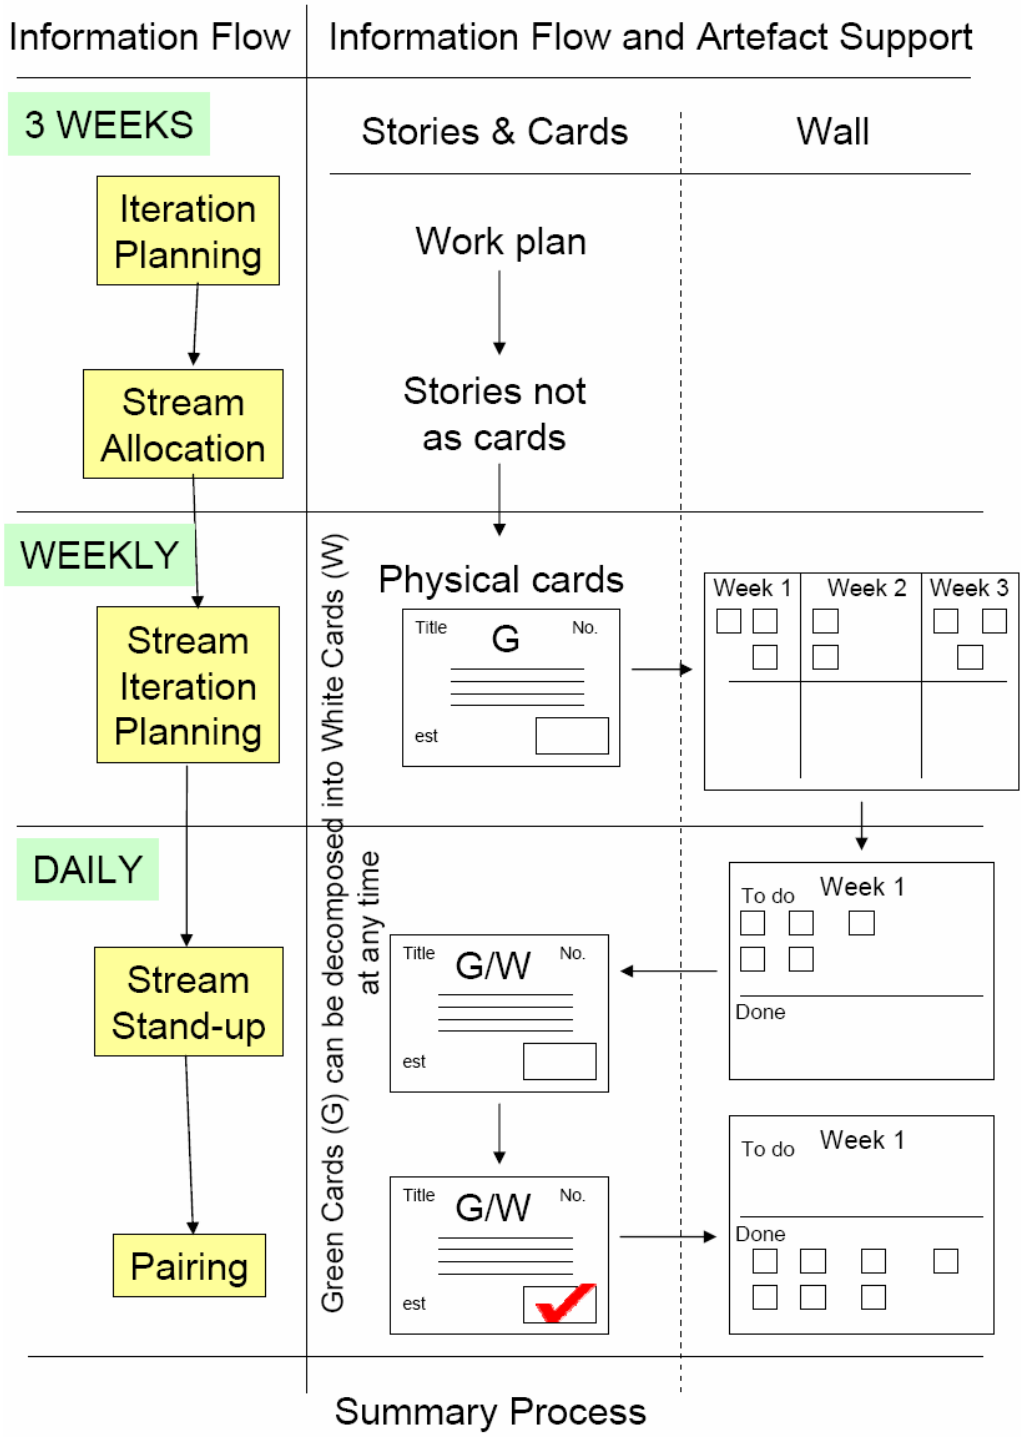 Information Flow
Information Flow and Artefact Support
3 WEEKS
Stories & Cards
Wall
Iteration
Planning
Work plan
Stream
Allocation
Stories not
as cards
WEEKLY
Physical cards
Stream
Iteration
Planning
Title
G
No.
est
Week 1
Week 2
Week 3
Green Cards (G) can be decomposed into White Cards (W)
at any time
DAILY
Stream
Stand-up
Title
G/W
No.
est
Week 1
To do
Done
Pairing
Title
G/W
No.
est
Week 1
To do
Done
Summary Process